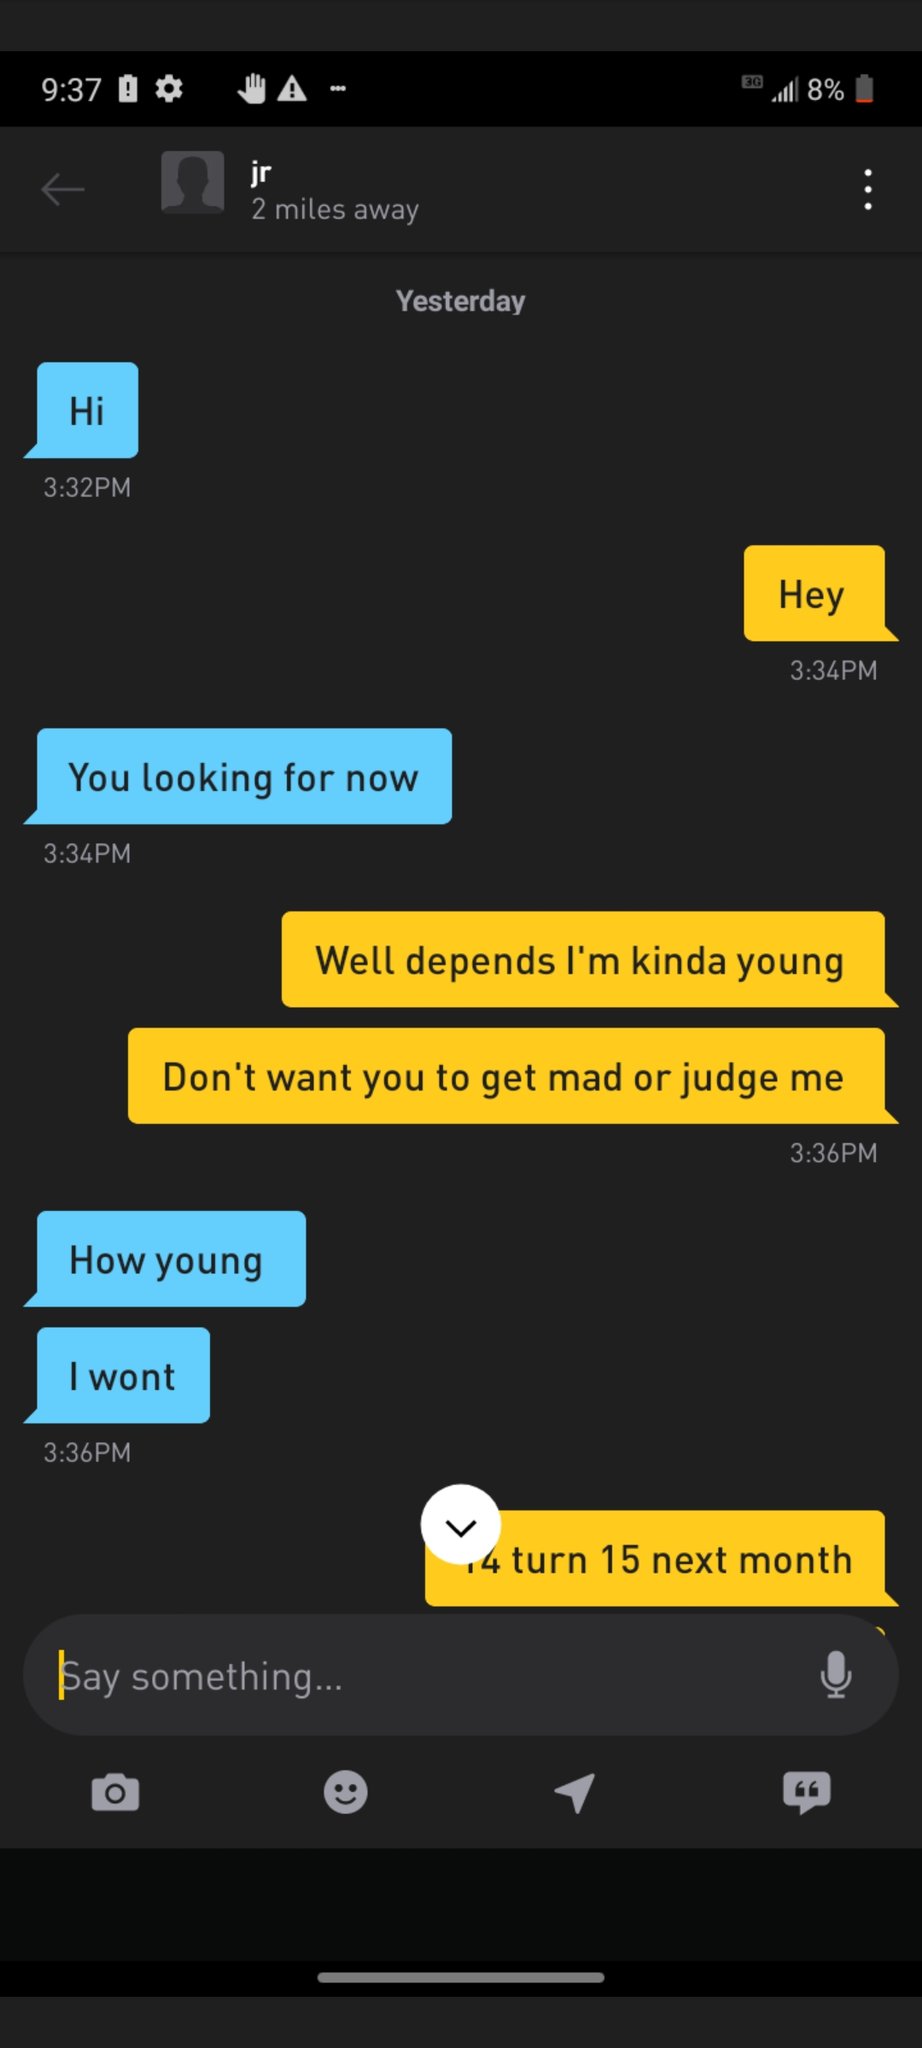 9:37
3G
8%
jr
2 miles away
Yesterday
Hi
3:32PM
Hey
3:34PM
You looking for now
3:34PM
Well depends I'm kinda young
Don't want you to get mad or judge me
3:36PM
How young
I wont
3:36PM
14 turn 15 next month
Say something...